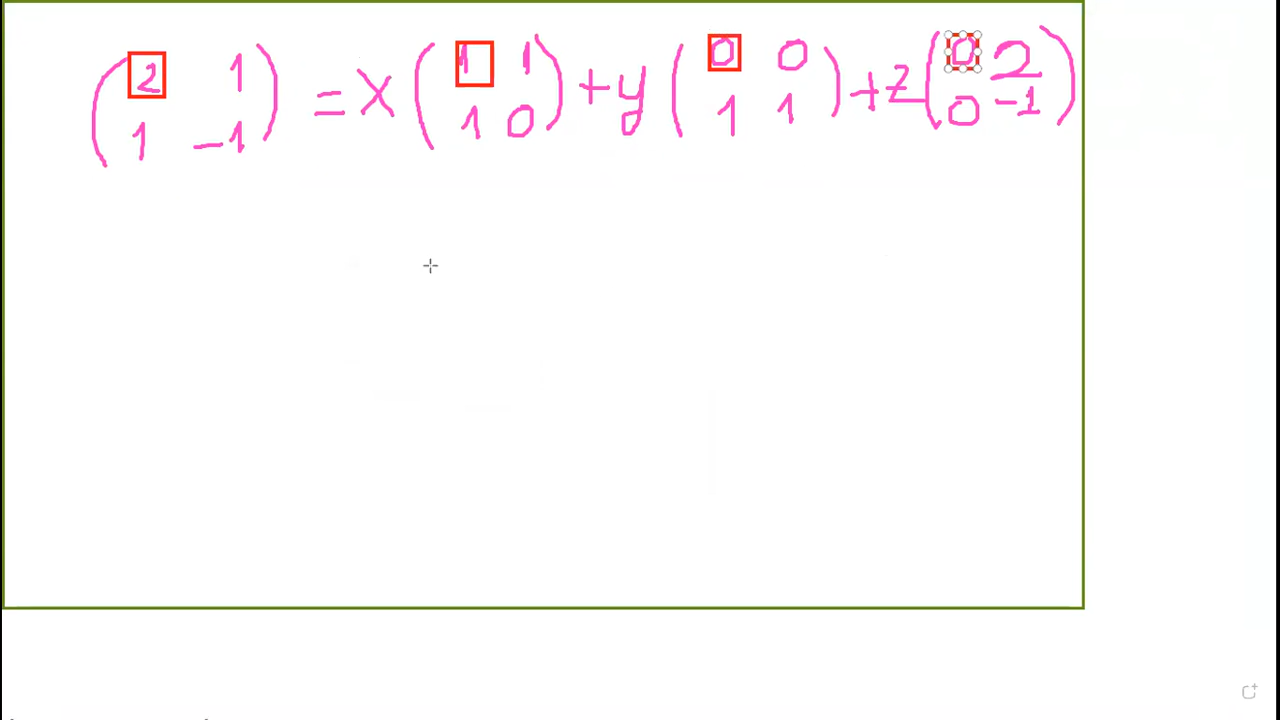 ( 2 1 ) = x ( 1 1 ) + y ( 0 0 ) + z ( 0 2 )
( 1 -1 ) ( 1 0 ) ( 1 1 ) ( 0 -1 )